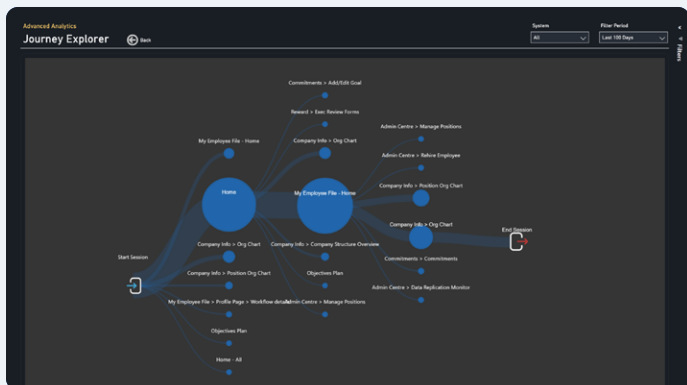 Advanced Analytics
Journey Explorer
Back
System
All
Filter Period
Last 100 Days
Filters
Commitments > Add/Edit Goal
Reward > Exec Review Forms
Company Info > Org Chart
My Employee File - Home
Admin Centre > Manage Positions
Admin Centre > Rehire Employee
Company Info > Position Org Chart
Home
My Employee File - Home
Company Info > Org Chart
End Session
Start Session
Company Info > Org Chart
Company Info > Company Structure Overview
Commitments > Commitments
Company Info > Position Org Chart
Objectives Plan
Admin Centre > Data Replication Monitor
My Employee File > Profile Page > Workflow details
Admin Centre > Manage Positions
Objectives Plan
Home - All